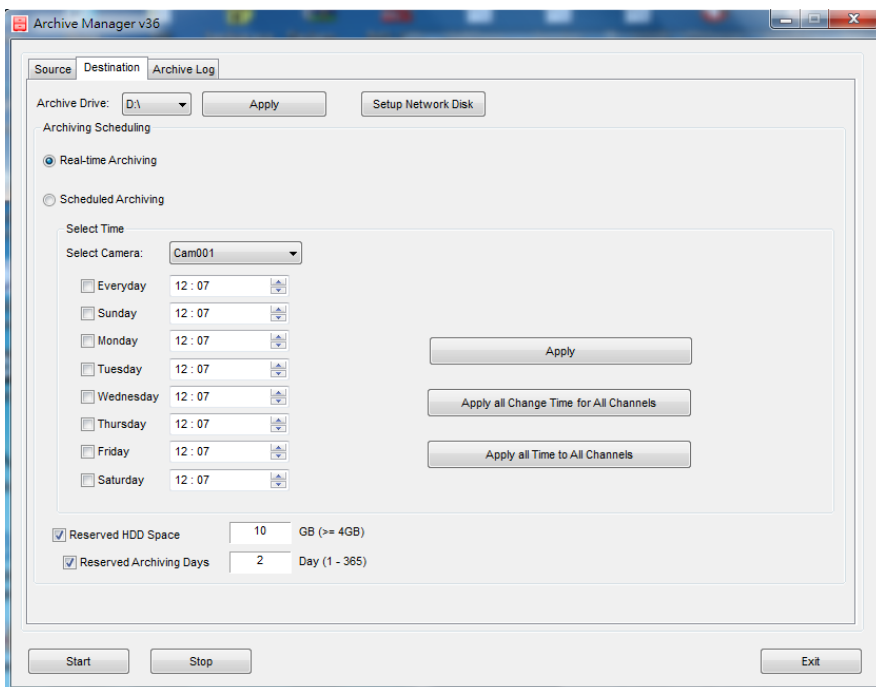 Archive Manager v36
Source Destination Archive Log
Archive Drive: D:\ Apply Setup Network Disk
Archiving Scheduling
Real-time Archiving
Scheduled Archiving
Select Time
Select Camera: Cam001
Everyday 12 : 07
Sunday 12 : 07
Monday 12 : 07
Apply
Tuesday 12 : 07
Wednesday 12 : 07
Apply all Change Time for All Channels
Thursday 12 : 07
Friday 12 : 07
Apply all Time to All Channels
Saturday 12 : 07
Reserved HDD Space 10 GB (>= 4GB)
Reserved Archiving Days 2 Day (1 - 365)
Start Stop Exit